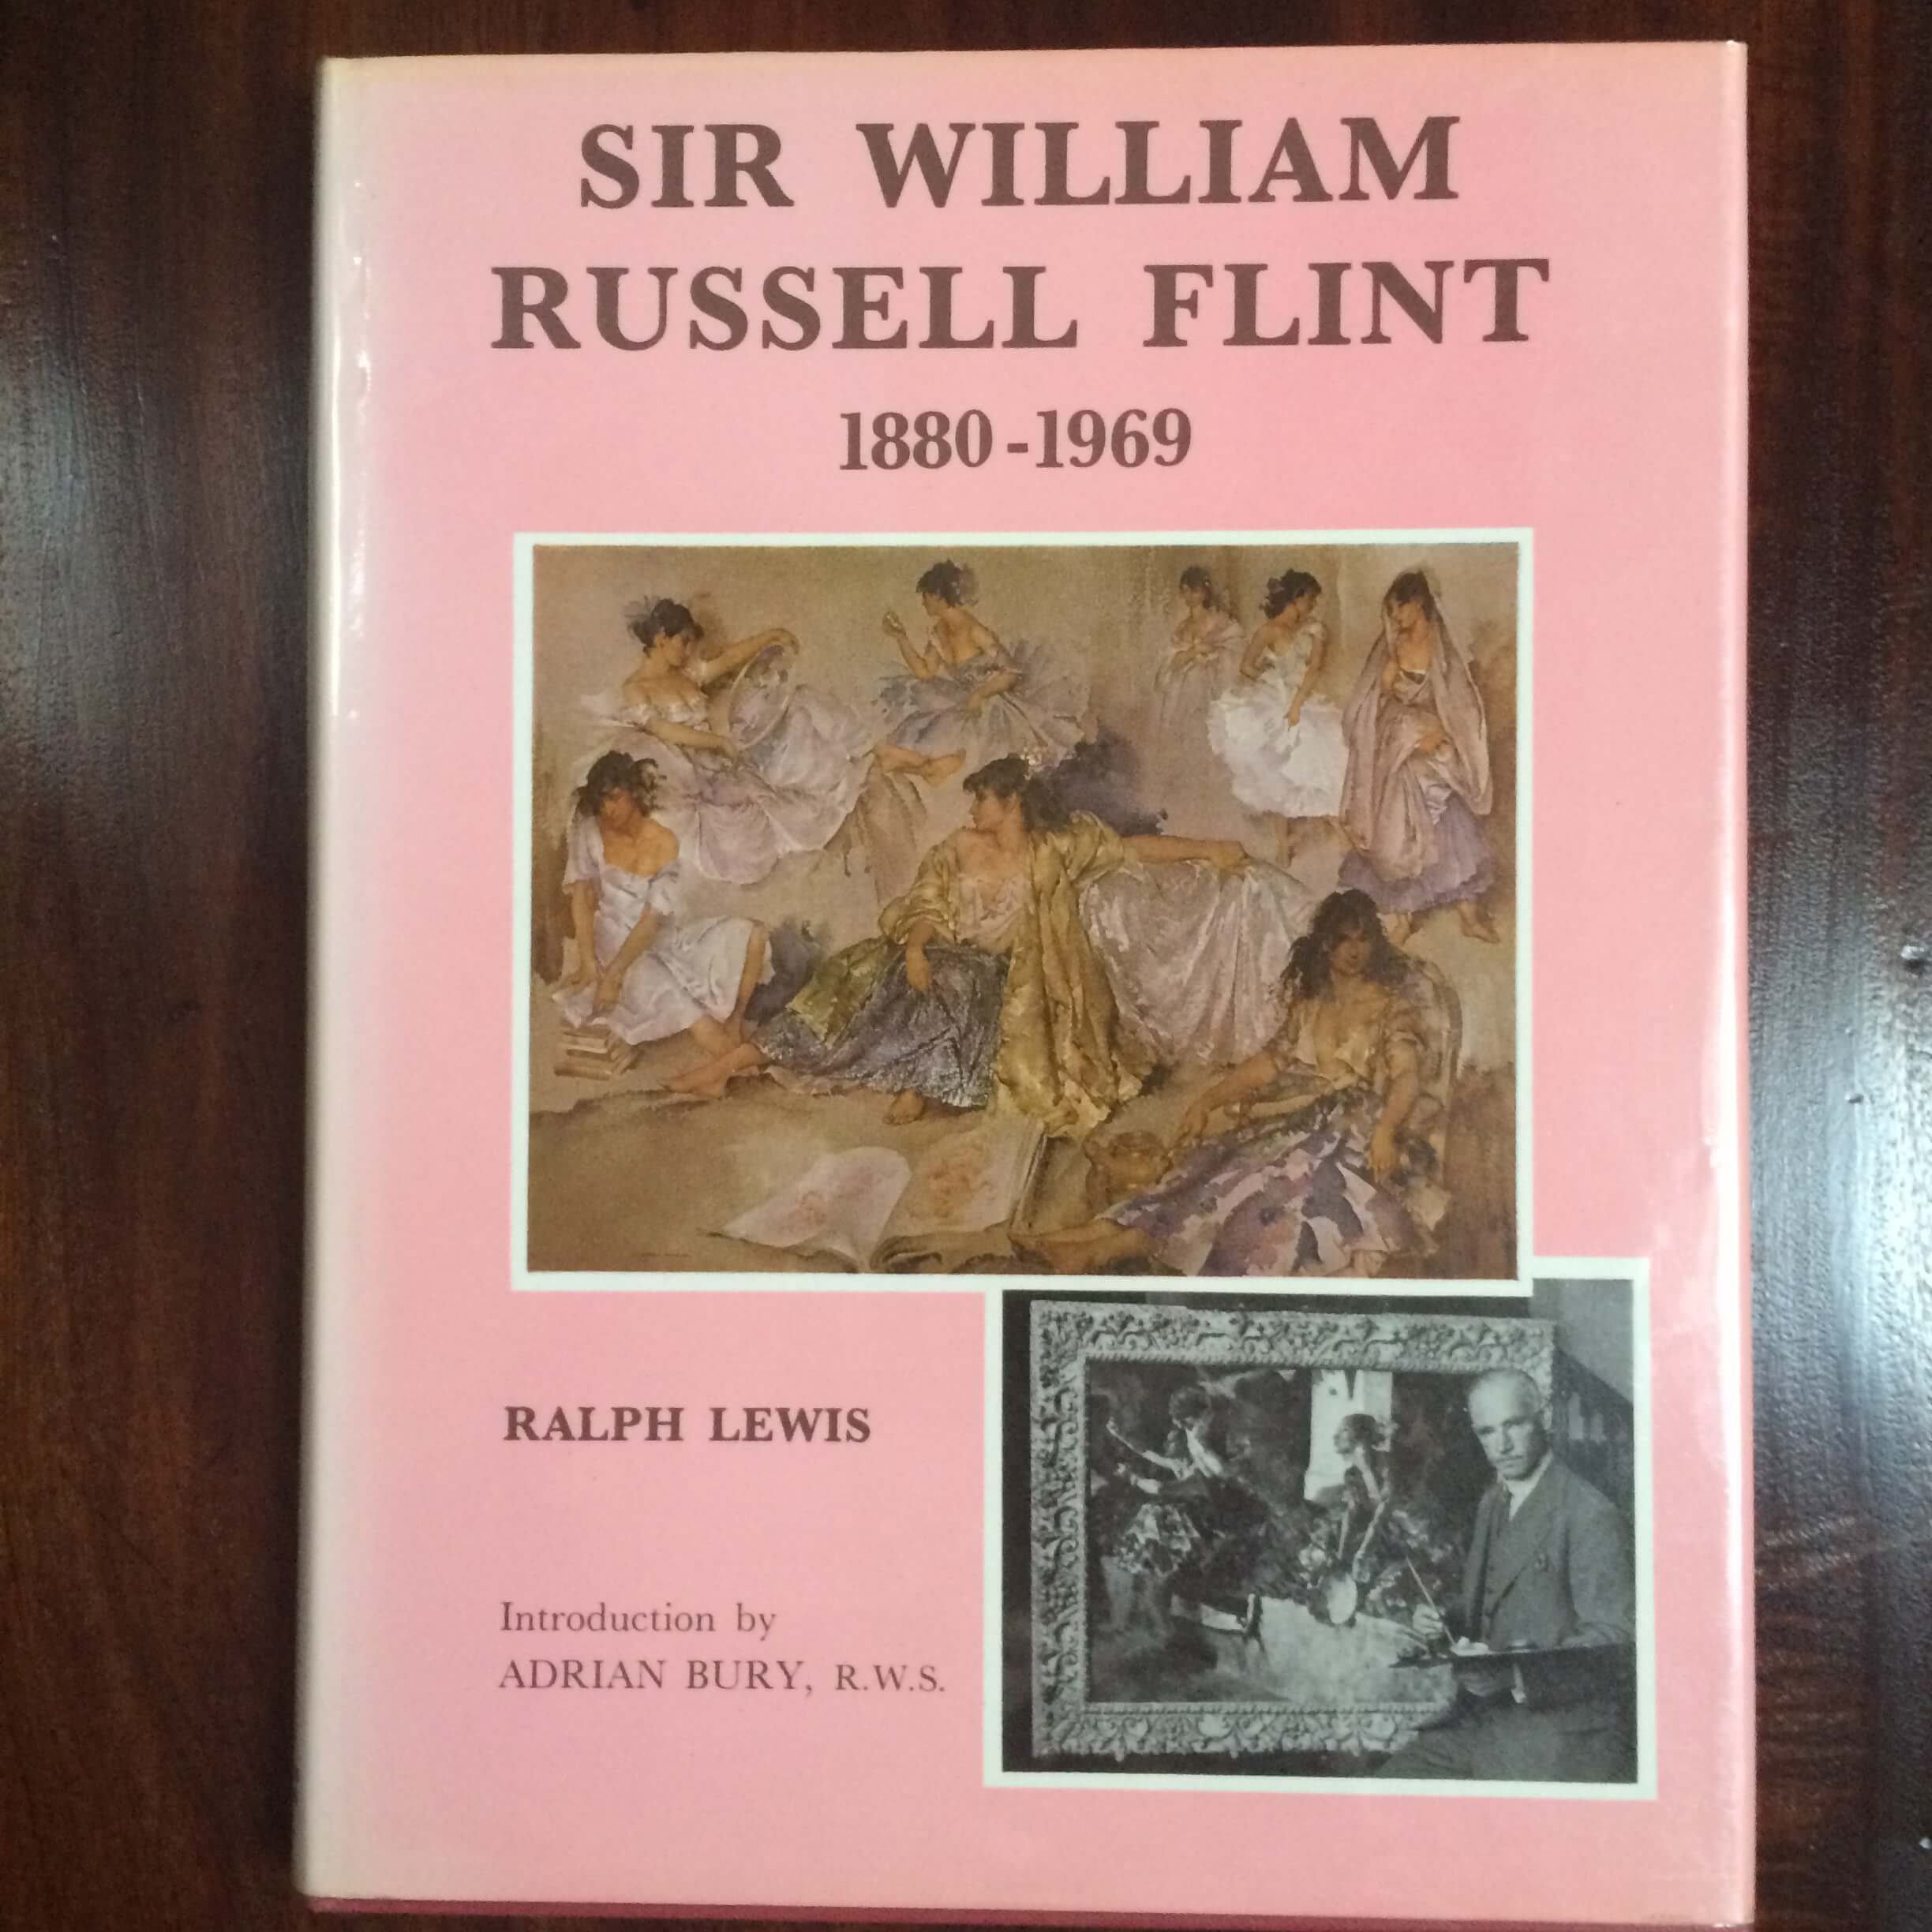 SIR WILLIAM
RUSSELL FLINT
1880-1969
RALPH LEWIS
Introduction by
ADRIAN BURY, R.W.S.